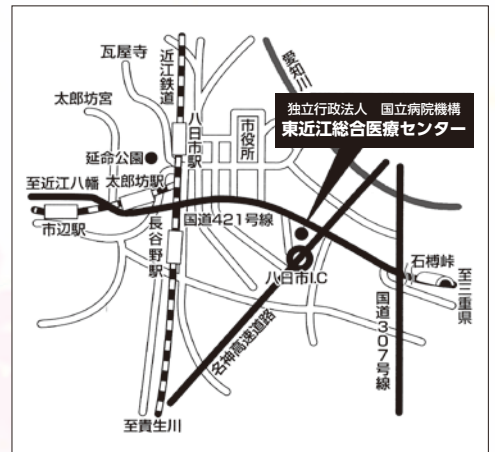 瓦屋寺
近江鉄道
愛知川
太郎坊宮
八日市駅
市役所
独立行政法人　国立病院機構
東近江総合医療センター
延命公園
至近江八幡
太郎坊駅
市辺駅
長谷野駅
国道421号線
八日市I.C
石榑峠
至三重県
国道307号線
名神高速道路
至貴生川